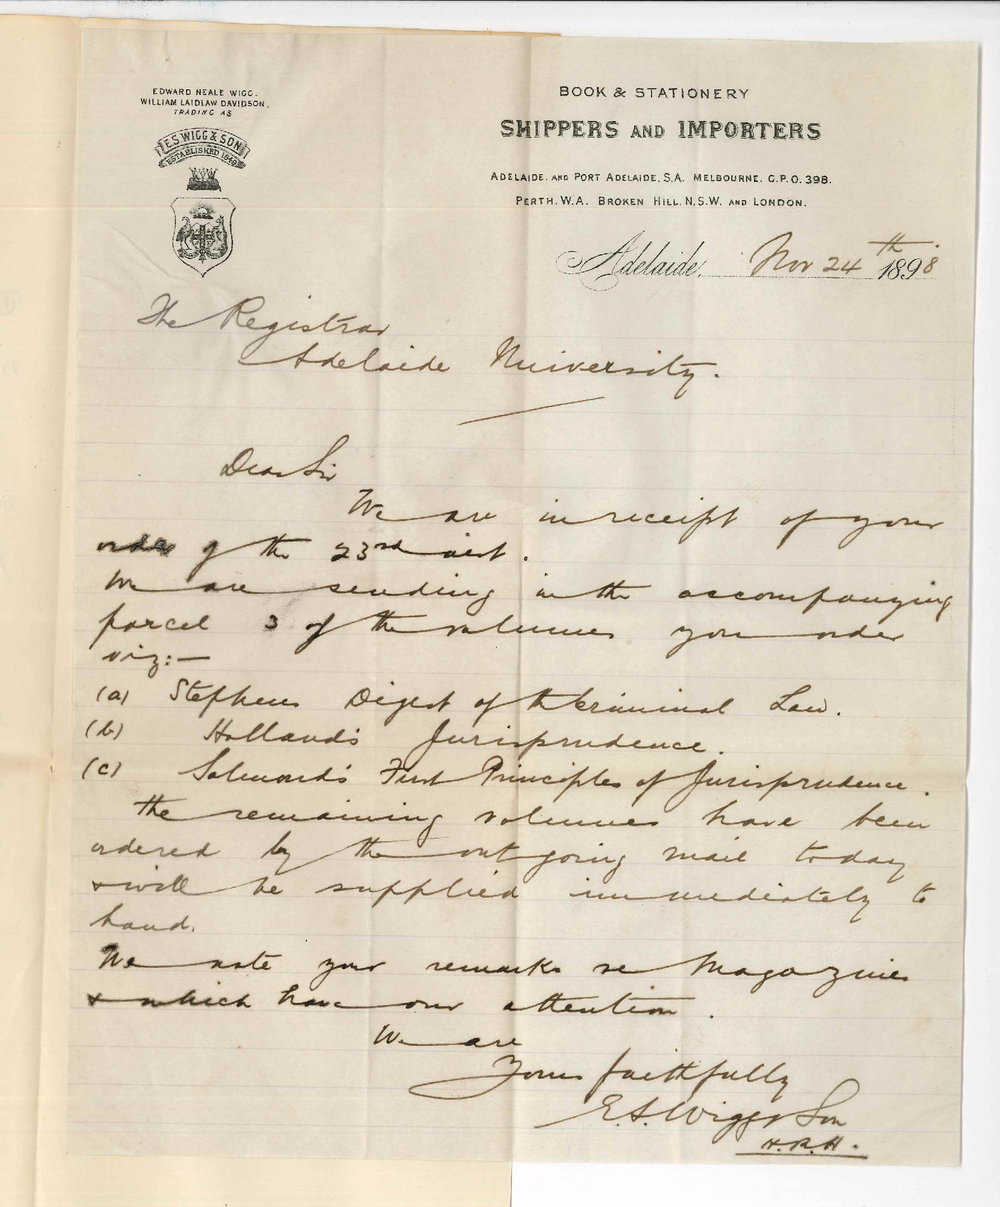 EDWARD NEALE WIGG.
WILLIAM LAIDLAW DAVIDSON.
TRADING AS
E.S. WIGG & SON
ESTABLISHED 1849
BOOK & STATIONERY
SHIPPERS AND IMPORTERS
ADELAIDE. AND PORT ADELAIDE. S.A. MELBOURNE. G.P.O. 398.
PERTH. W.A. BROKEN HILL. N.S.W. AND LONDON.
Adelaide, Nov 24th 1898
The Registrar
Adelaide University.
Dear Sir
We are in receipt of your
order of the 23rd inst.
We are sending in the accompanying
parcel 3 of the volumes you order
viz:—
(a) Stephens Digest of the Criminal Law.
(b) Holland's Jurisprudence.
(c) Salmond's First Principles of Jurisprudence.
The remaining volumes have been
ordered by the outgoing mail today
& will be supplied immediately to
hand.
We note your remarks re Magazines
& which have our attention.
We are
Yours faithfully
E.S. Wigg & Son
H.R.H.